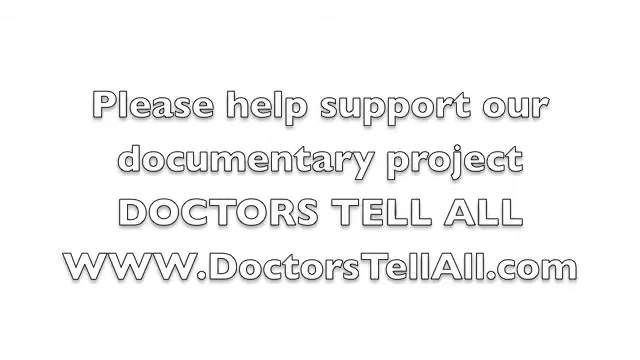 Please help support our
documentary project
DOCTORS TELL ALL
WWW.DoctorsTellAll.com